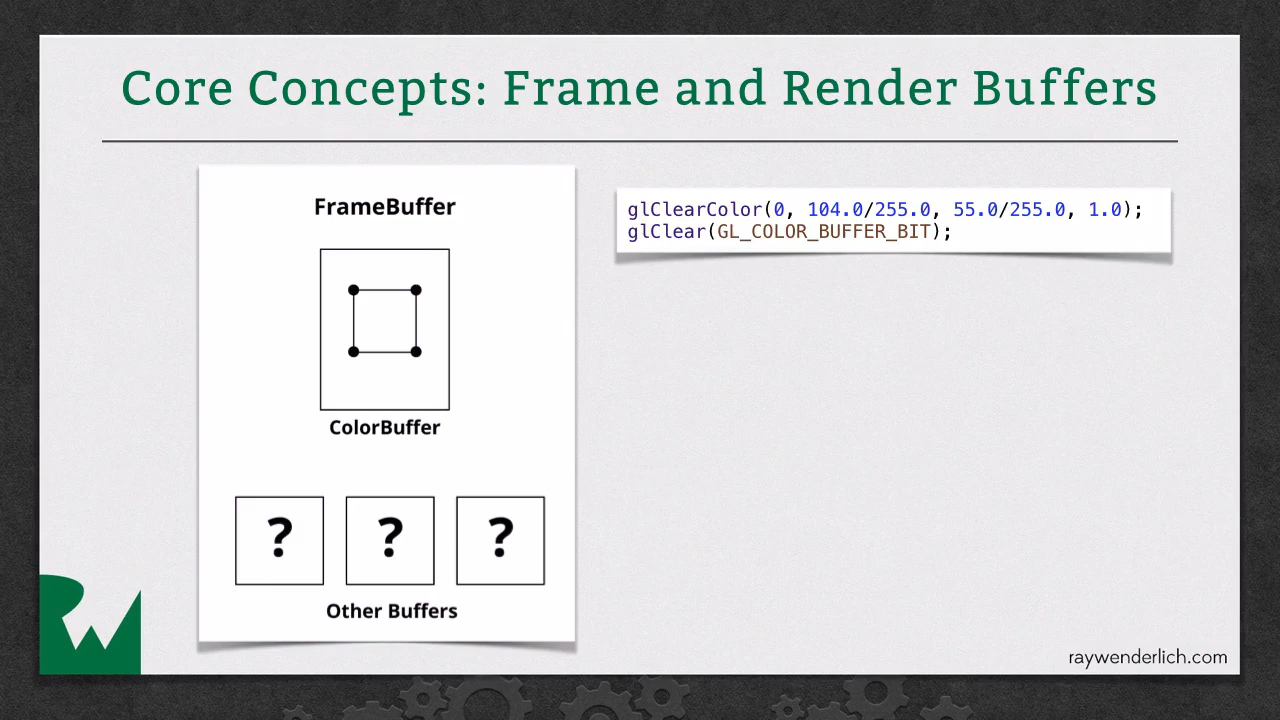 Core Concepts: Frame and Render Buffers
FrameBuffer
ColorBuffer
? ? ?
Other Buffers
glClearColor(0, 104.0/255.0, 55.0/255.0, 1.0);
glClear(GL_COLOR_BUFFER_BIT);
RW
raywenderlich.com